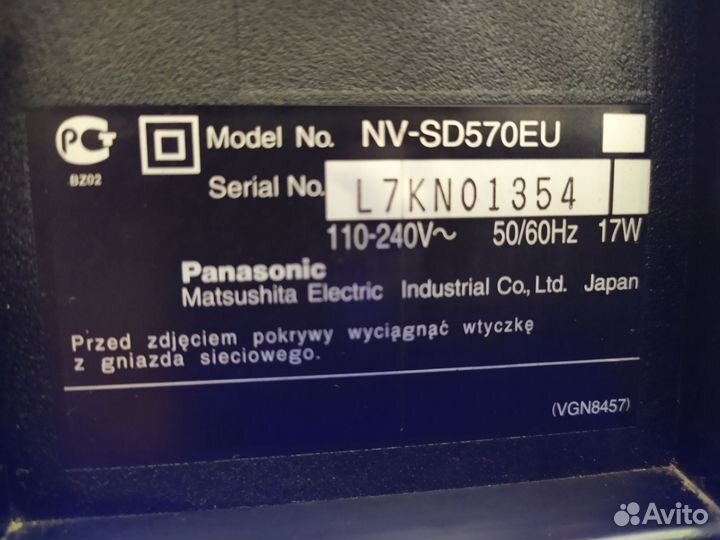 Model No. NV-SD570EU
BZ02
Serial No. L7KN01354
110-240V~ 50/60Hz 17W
Panasonic
Matsushita Electric Industrial Co., Ltd. Japan
Przed zdjęciem pokrywy wyciągnąć wtyczkę
z gniazda sieciowego.
(VGN8457)
Avito